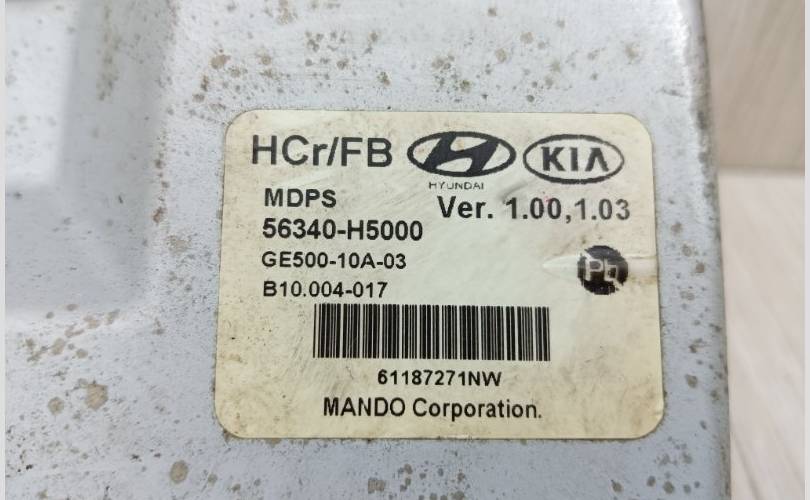 HCr/FB HYUNDAI KIA
MDPS
Ver. 1.00,1.03
56340-H5000
GE500-10A-03
Pb
B10.004-017
61187271NW
MANDO Corporation.